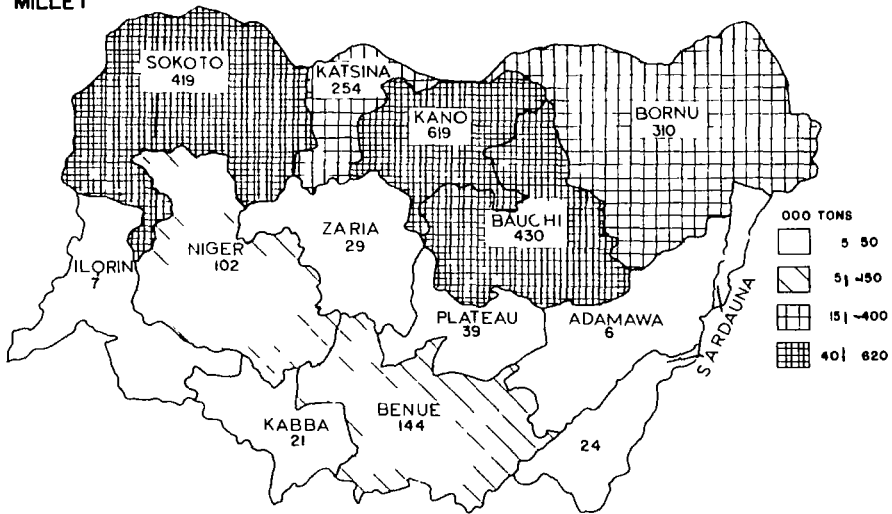 MILLET
SOKOTO
419
KATSINA
254
KANO
619
BORNU
310
ZARIA
29
BAUCHI
430
NIGER
102
ILORIN
7
PLATEAU
39
ADAMAWA
6
SARDAUNA
24
KABBA
21
BENUE
144
000 TONS
5 50
51-150
151-400
401 620